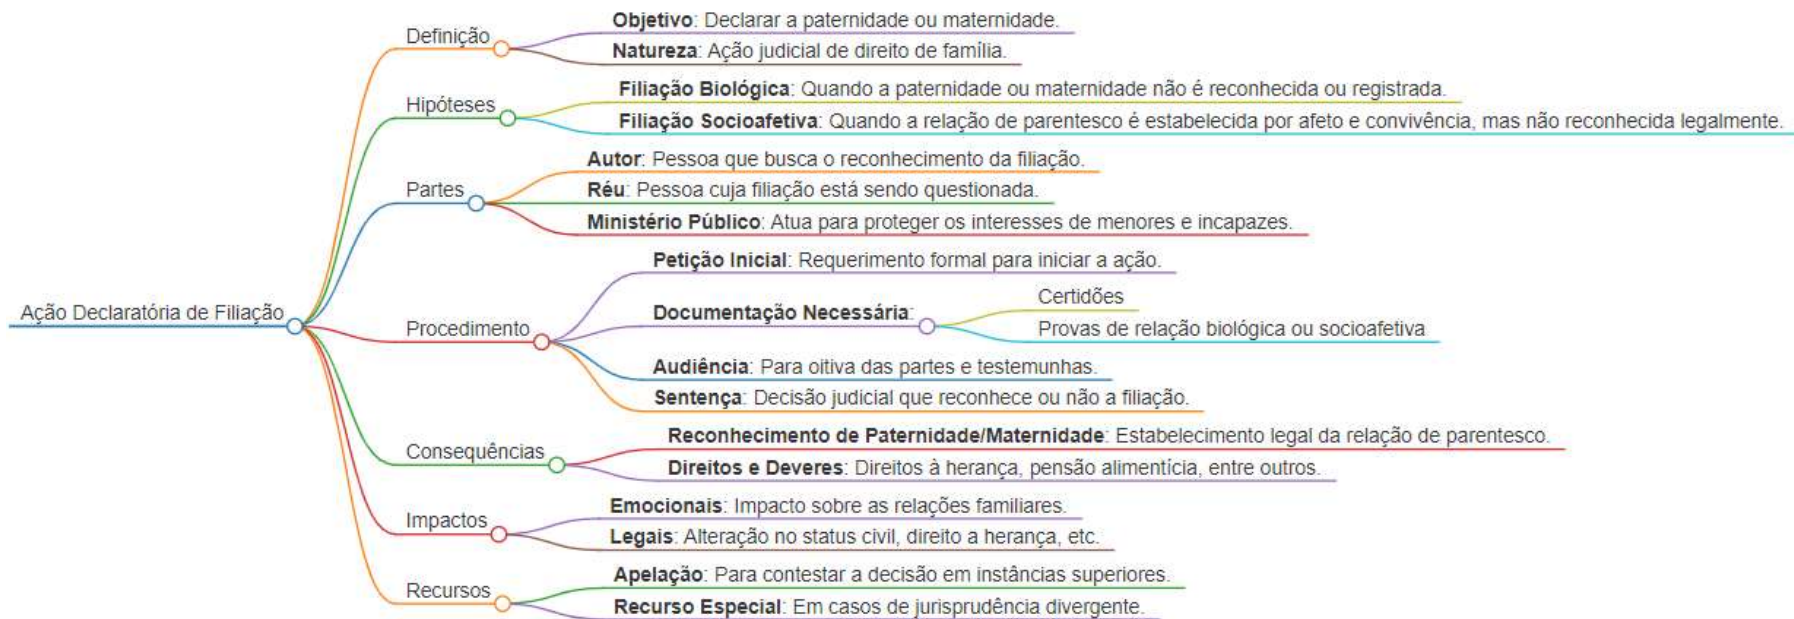 Ação Declaratória de Filiação
Definição
Objetivo: Declarar a paternidade ou maternidade.
Natureza: Ação judicial de direito de família.
Hipóteses
Filiação Biológica: Quando a paternidade ou maternidade não é reconhecida ou registrada.
Filiação Socioafetiva: Quando a relação de parentesco é estabelecida por afeto e convivência, mas não reconhecida legalmente.
Partes
Autor: Pessoa que busca o reconhecimento da filiação.
Réu: Pessoa cuja filiação está sendo questionada.
Ministério Público: Atua para proteger os interesses de menores e incapazes.
Procedimento
Petição Inicial: Requerimento formal para iniciar a ação.
Documentação Necessária:
Certidões
Provas de relação biológica ou socioafetiva
Audiência: Para oitiva das partes e testemunhas.
Sentença: Decisão judicial que reconhece ou não a filiação.
Consequências
Reconhecimento de Paternidade/Maternidade: Estabelecimento legal da relação de parentesco.
Direitos e Deveres: Direitos à herança, pensão alimentícia, entre outros.
Impactos
Emocionais: Impacto sobre as relações familiares.
Legais: Alteração no status civil, direito a herança, etc.
Recursos
Apelação: Para contestar a decisão em instâncias superiores.
Recurso Especial: Em casos de jurisprudência divergente.